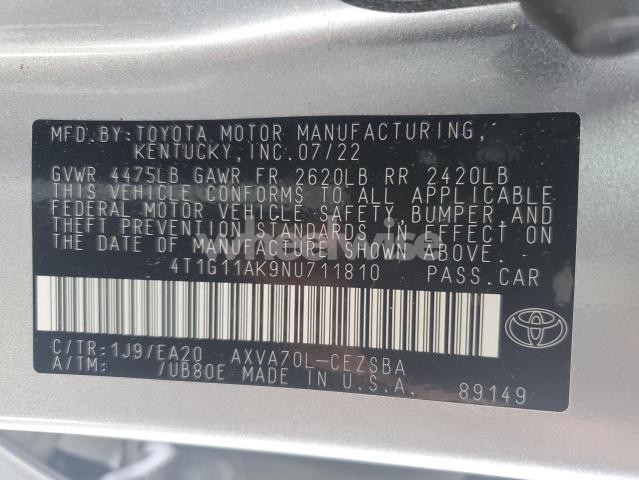 MFD. BY: TOYOTA MOTOR MANUFACTURING,
KENTUCKY, INC. 07/22
GVWR 4475LB GAWR FR 2620LB RR 2420LB
THIS VEHICLE CONFORMS TO ALL APPLICABLE
FEDERAL MOTOR VEHICLE SAFETY, BUMPER, AND
THEFT PREVENTION STANDARDS IN EFFECT ON
THE DATE OF MANUFACTURE SHOWN ABOVE.
4T1G11AK9NU711810 PASS.CAR
C/TR: 1J9/EA20 AXVA70L-CEZSBA
A/TM: /UB80E MADE IN U.S.A. 89149